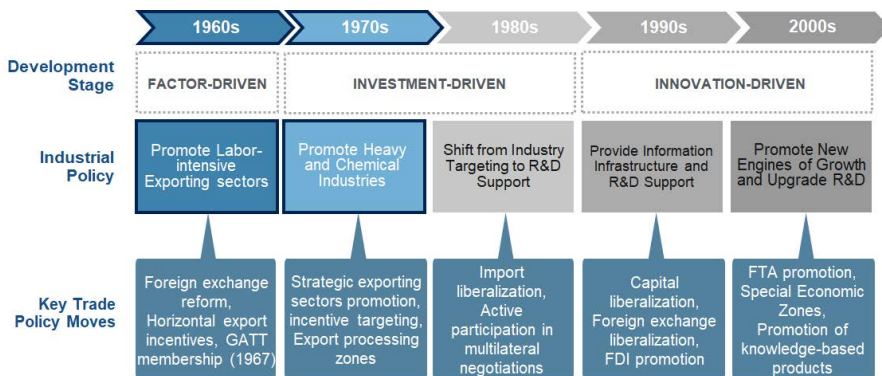 1960s
1970s
1980s
1990s
2000s
Development
Stage
FACTOR-DRIVEN
INVESTMENT-DRIVEN
INNOVATION-DRIVEN
Industrial
Policy
Promote Labor-
intensive
Exporting sectors
Promote Heavy
and Chemical
Industries
Shift from Industry
Targeting to R&D
Support
Provide Information
Infrastructure and
R&D Support
Promote New
Engines of Growth
and Upgrade R&D
Key Trade
Policy Moves
Foreign exchange
reform,
Horizontal export
incentives, GATT
membership (1967)
Strategic exporting
sectors promotion,
incentive targeting,
Export processing
zones
Import
liberalization,
Active
participation in
multilateral
negotiations
Capital
liberalization,
Foreign exchange
liberalization,
FDI promotion
FTA promotion,
Special Economic
Zones,
Promotion of
knowledge-based
products